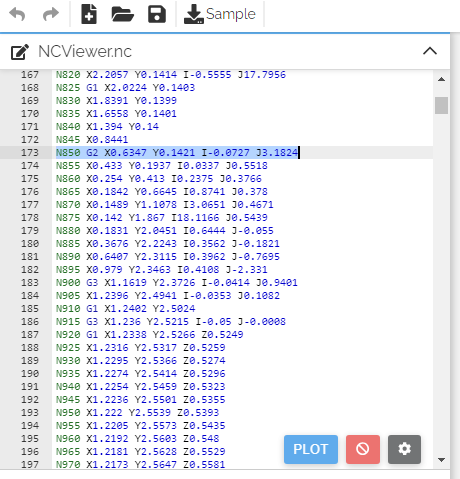 Sample
NCViewer.nc
167 N820 X2.2057 Y0.1414 I-0.5555 J17.7956
168 N825 G1 X2.0224 Y0.1403
169 N830 X1.8391 Y0.1399
170 N835 X1.6558 Y0.1401
171 N840 X1.394 Y0.14
172 N845 X0.8441
173 N850 G2 X0.6347 Y0.1421 I-0.0727 J3.1824
174 N855 X0.433 Y0.1937 I0.0337 J0.5518
175 N860 X0.254 Y0.413 I0.2375 J0.3766
176 N865 X0.1842 Y0.6645 I0.8741 J0.378
177 N870 X0.1489 Y1.1078 I3.0651 J0.4671
178 N875 X0.142 Y1.867 I18.1166 J0.5439
179 N880 X0.1831 Y2.0451 I0.6444 J-0.055
180 N885 X0.3676 Y2.2243 I0.3562 J-0.1821
181 N890 X0.6407 Y2.3115 I0.3962 J-0.7695
182 N895 X0.979 Y2.3463 I0.4108 J-2.331
183 N900 G3 X1.1619 Y2.3726 I-0.0414 J0.9401
184 N905 X1.2396 Y2.4941 I-0.0353 J0.1082
185 N910 G1 X1.2402 Y2.5024
186 N915 G3 X1.236 Y2.5215 I-0.05 J-0.0008
187 N920 G1 X1.2338 Y2.5266 Z0.5249
188 N925 X1.2316 Y2.5317 Z0.5259
189 N930 X1.2295 Y2.5366 Z0.5274
190 N935 X1.2274 Y2.5414 Z0.5296
191 N940 X1.2254 Y2.5459 Z0.5323
192 N945 X1.2236 Y2.5501 Z0.5355
193 N950 X1.222 Y2.5539 Z0.5393
194 N955 X1.2205 Y2.5573 Z0.5435
195 N960 X1.2192 Y2.5603 Z0.548
196 N965 X1.2181 Y2.5628 Z0.5529
197 N970 X1.2173 Y2.5647 Z0.5581
PLOT